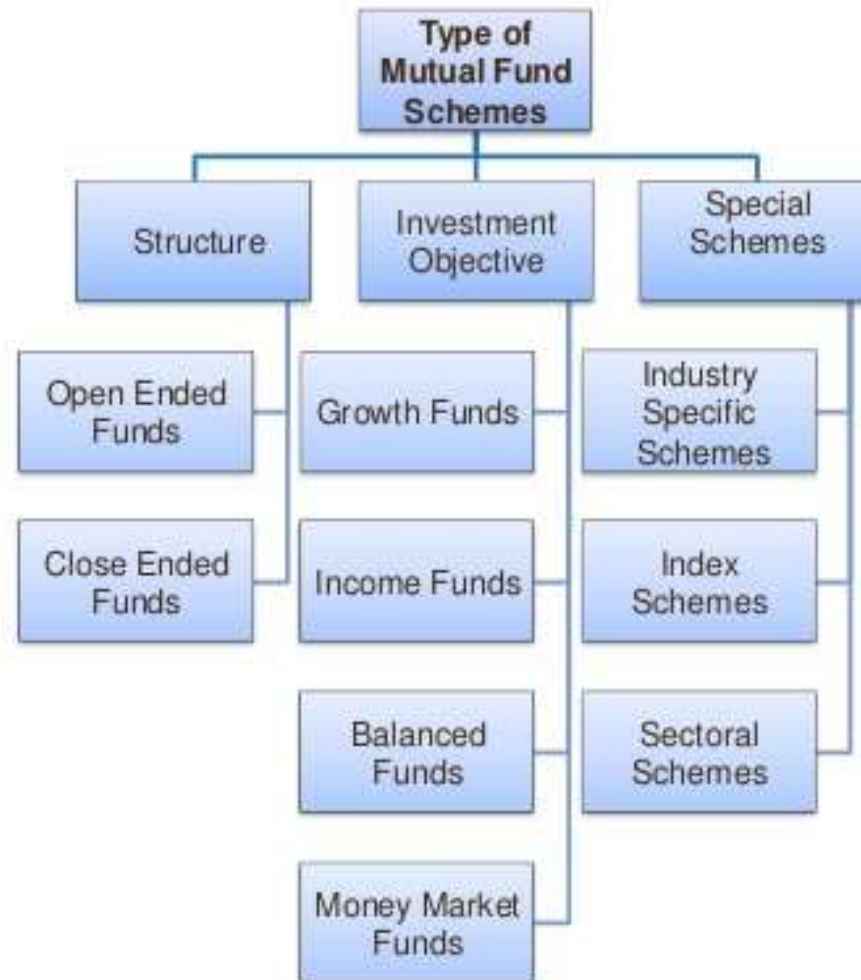 Type of
Mutual Fund
Schemes
Structure
Investment
Objective
Special
Schemes
Open Ended
Funds
Close Ended
Funds
Growth Funds
Income Funds
Balanced
Funds
Money Market
Funds
Industry
Specific
Schemes
Index
Schemes
Sectoral
Schemes